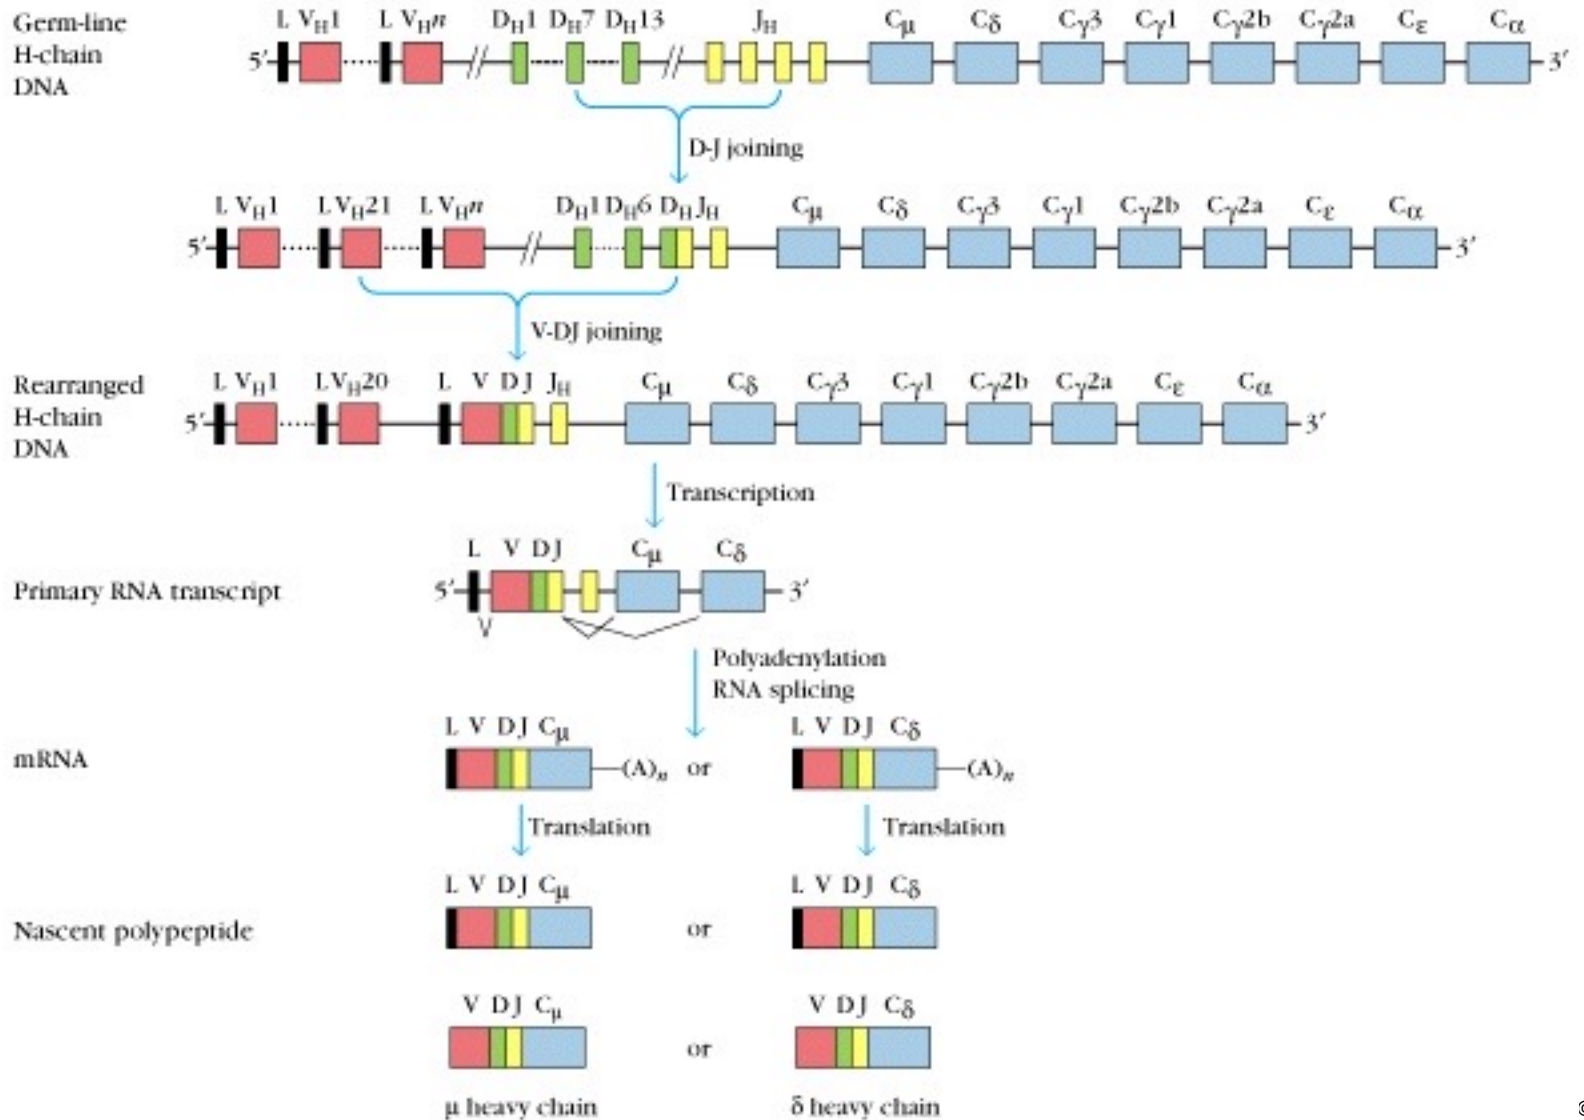 Germ-line
H-chain
DNA
L V_H1 L V_Hn D_H1 D_H7 D_H13 J_H Cμ Cδ Cγ3 Cγ1 Cγ2b Cγ2a Cε Cα
5′ 3′
D-J joining
L V_H1 L V_H21 L V_Hn D_H1 D_H6 D_H J_H Cμ Cδ Cγ3 Cγ1 Cγ2b Cγ2a Cε Cα
5′ 3′
V-DJ joining
Rearranged
H-chain
DNA
L V_H1 L V_H20 L V D J J_H Cμ Cδ Cγ3 Cγ1 Cγ2b Cγ2a Cε Cα
5′ 3′
Transcription
L V D J Cμ Cδ
Primary RNA transcript
5′ 3′
Polyadenylation
RNA splicing
L V D J Cμ L V D J Cδ
mRNA
(A)n or (A)n
Translation Translation
L V D J Cμ L V D J Cδ
Nascent polypeptide
or
V D J Cμ V D J Cδ
or
μ heavy chain δ heavy chain